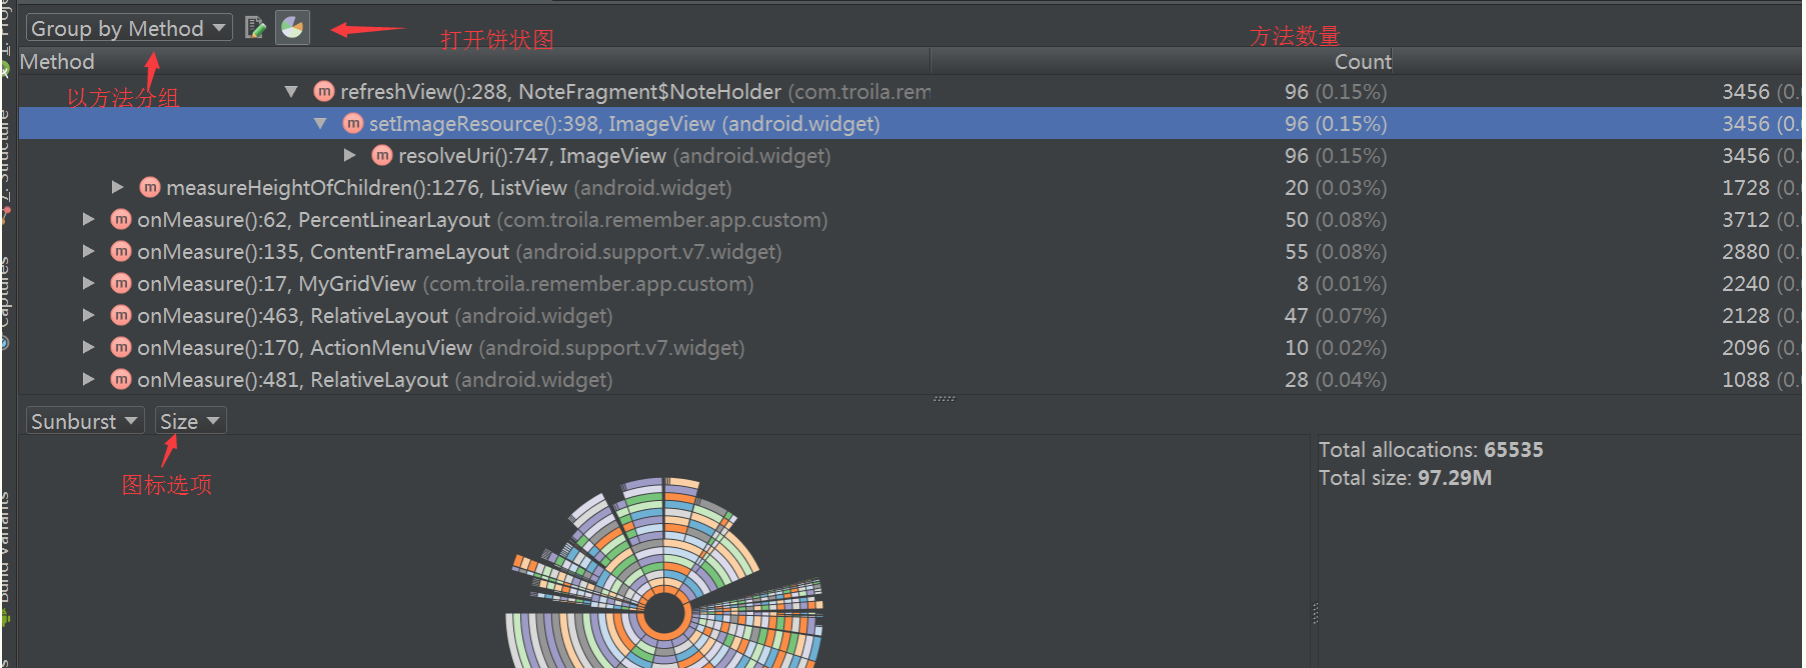 Group by Method
打开饼状图
方法数量
Method Count
以方法分组
refreshView():288, NoteFragment$NoteHolder (com.troila.rem 96 (0.15%) 3456 (0.
setImageResource():398, ImageView (android.widget) 96 (0.15%) 3456 (0.
resolveUri():747, ImageView (android.widget) 96 (0.15%) 3456 (0.
measureHeightOfChildren():1276, ListView (android.widget) 20 (0.03%) 1728 (0.
onMeasure():62, PercentLinearLayout (com.troila.remember.app.custom) 50 (0.08%) 3712 (0.
onMeasure():135, ContentFrameLayout (android.support.v7.widget) 55 (0.08%) 2880 (0.
onMeasure():17, MyGridView (com.troila.remember.app.custom) 8 (0.01%) 2240 (0.
onMeasure():463, RelativeLayout (android.widget) 47 (0.07%) 2128 (0.
onMeasure():170, ActionMenuView (android.support.v7.widget) 10 (0.02%) 2096 (0.
onMeasure():481, RelativeLayout (android.widget) 28 (0.04%) 1088 (0.
Sunburst Size
图标选项
Total allocations: 65535
Total size: 97.29M
Structure
Captures
Build Variants